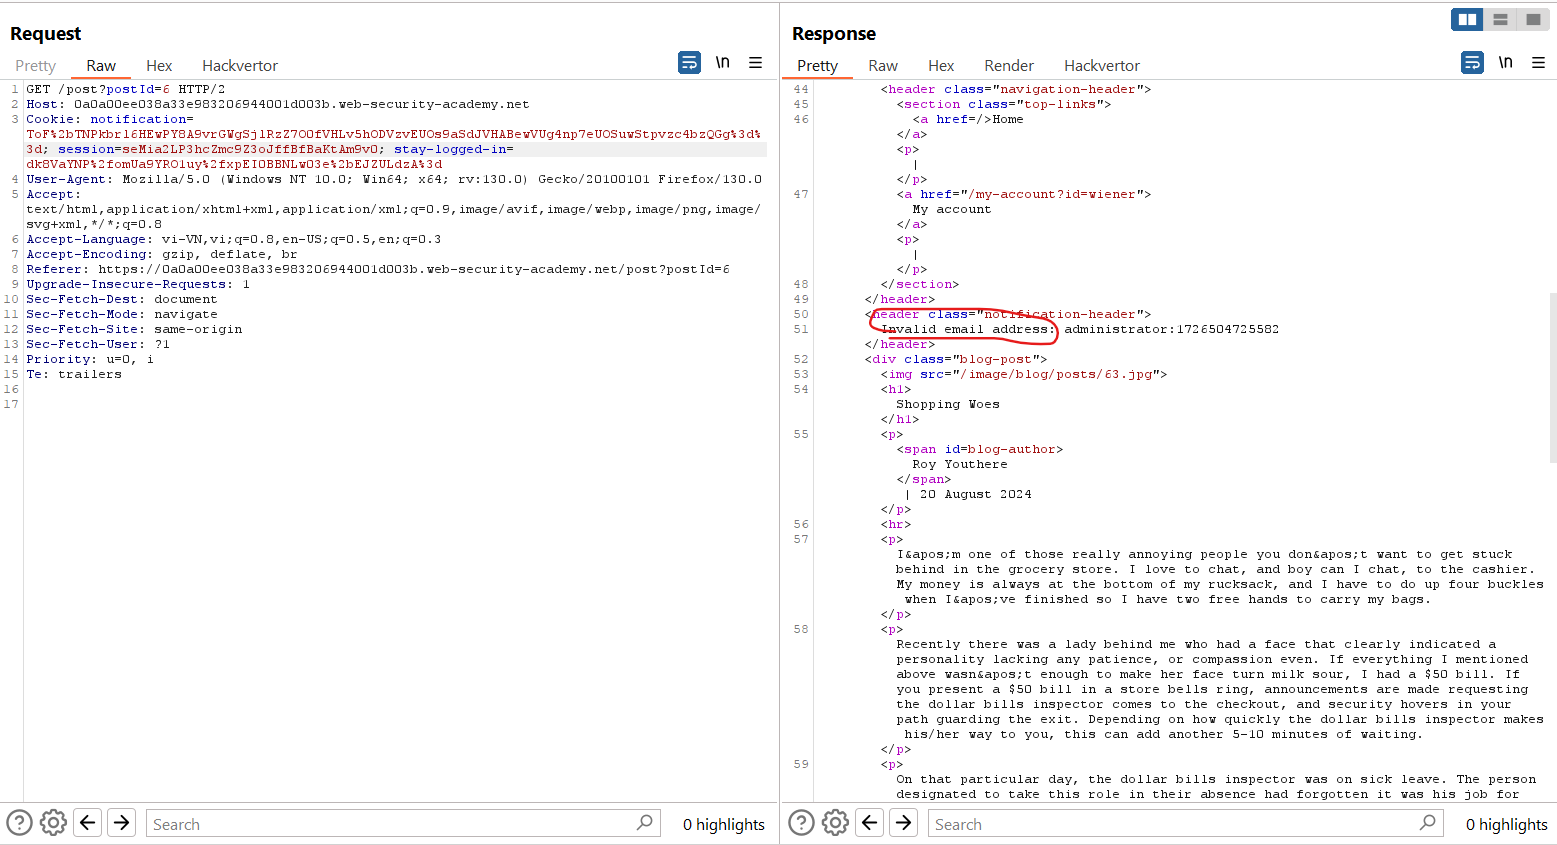 Request
Pretty Raw Hex Hackvertor
\n
1 GET /post?postId=6 HTTP/2
2 Host: 0a0a00ee038a33e983206944001d003b.web-security-academy.net
3 Cookie: notification=
ToF%2bTNPkbrl6HEwPY8A9vrGWgSjlRzZ7O0fVHLv5hODVzvEUOs9aSdJVHABewVUg4np7eUOSuwStpvzc4bzQGg%3d%
3d; session=seMia2LP3hcZmc9Z3oJffBfBaKtAm9v0; stay-logged-in=
dk8VaYNP%2fomUa9YRO1uy%2fxpEI0BBNLw03e%2bEJZULdzA%3d
4 User-Agent: Mozilla/5.0 (Windows NT 10.0; Win64; x64; rv:130.0) Gecko/20100101 Firefox/130.0
5 Accept:
text/html,application/xhtml+xml,application/xml;q=0.9,image/avif,image/webp,image/png,image/
svg+xml,*/*;q=0.8
6 Accept-Language: vi-VN,vi;q=0.8,en-US;q=0.5,en;q=0.3
7 Accept-Encoding: gzip, deflate, br
8 Referer: https://0a0a00ee038a33e983206944001d003b.web-security-academy.net/post?postId=6
9 Upgrade-Insecure-Requests: 1
10 Sec-Fetch-Dest: document
11 Sec-Fetch-Mode: navigate
12 Sec-Fetch-Site: same-origin
13 Sec-Fetch-User: ?1
14 Priority: u=0, i
15 Te: trailers
16
17
Search
0 highlights
Response
Pretty Raw Hex Render Hackvertor
\n
44 <header class="navigation-header">
45 <section class="top-links">
46 <a href=/>Home
</a>
<p>
|
</p>
47 <a href="/my-account?id=wiener">
My account
</a>
<p>
|
</p>
48 </section>
49 </header>
50 <header class="notification-header">
51 Invalid email address: administrator:1726504725582
</header>
52 <div class="blog-post">
53 <img src="/image/blog/posts/63.jpg">
54 <h1>
Shopping Woes
</h1>
55 <p>
<span id=blog-author>
Roy Youthere
</span>
| 20 August 2024
</p>
56 <hr>
57 <p>
I&apos;m one of those really annoying people you don&apos;t want to get stuck
behind in the grocery store. I love to chat, and boy can I chat, to the cashier.
My money is always at the bottom of my rucksack, and I have to do up four buckles
when I&apos;ve finished so I have two free hands to carry my bags.
</p>
58 <p>
Recently there was a lady behind me who had a face that clearly indicated a
personality lacking any patience, or compassion even. If everything I mentioned
above wasn&apos;t enough to make her face turn milk sour, I had a $50 bill. If
you present a $50 bill in a store bells ring, announcements are made requesting
the dollar bills inspector comes to the checkout, and security hovers in your
path guarding the exit. Depending on how quickly the dollar bills inspector makes
his/her way to you, this can add another 5-10 minutes of waiting.
</p>
59 <p>
On that particular day, the dollar bills inspector was on sick leave. The person
designated to take this role in their absence had forgotten it was his job for
Search
0 highlights